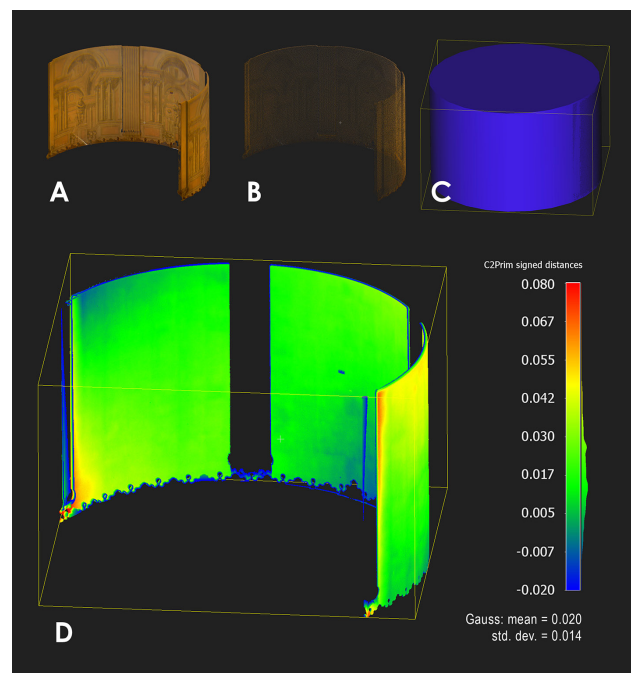 A
B
C
C2Prim signed distances
0.080
0.067
0.055
0.042
0.030
0.017
0.005
-0.007
-0.020
D
Gauss: mean = 0.020
std. dev. = 0.014